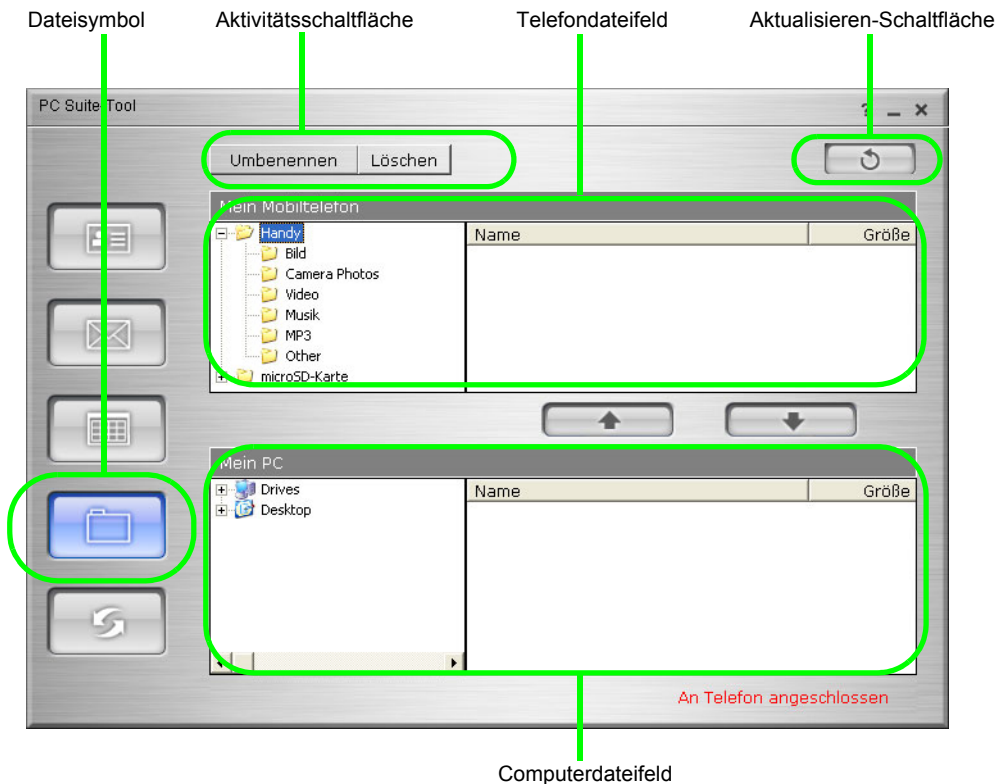 Dateisymbol Aktivitätsschaltfläche Telefondateifeld Aktualisieren-Schaltfläche
PC Suite Tool
Umbenennen Löschen
Mein Mobiltelefon
Handy
Bild
Camera Photos
Video
Musik
MP3
Other
microSD-Karte
Name Größe
Mein PC
Drives
Desktop
Name Größe
An Telefon angeschlossen
Computerdateifeld